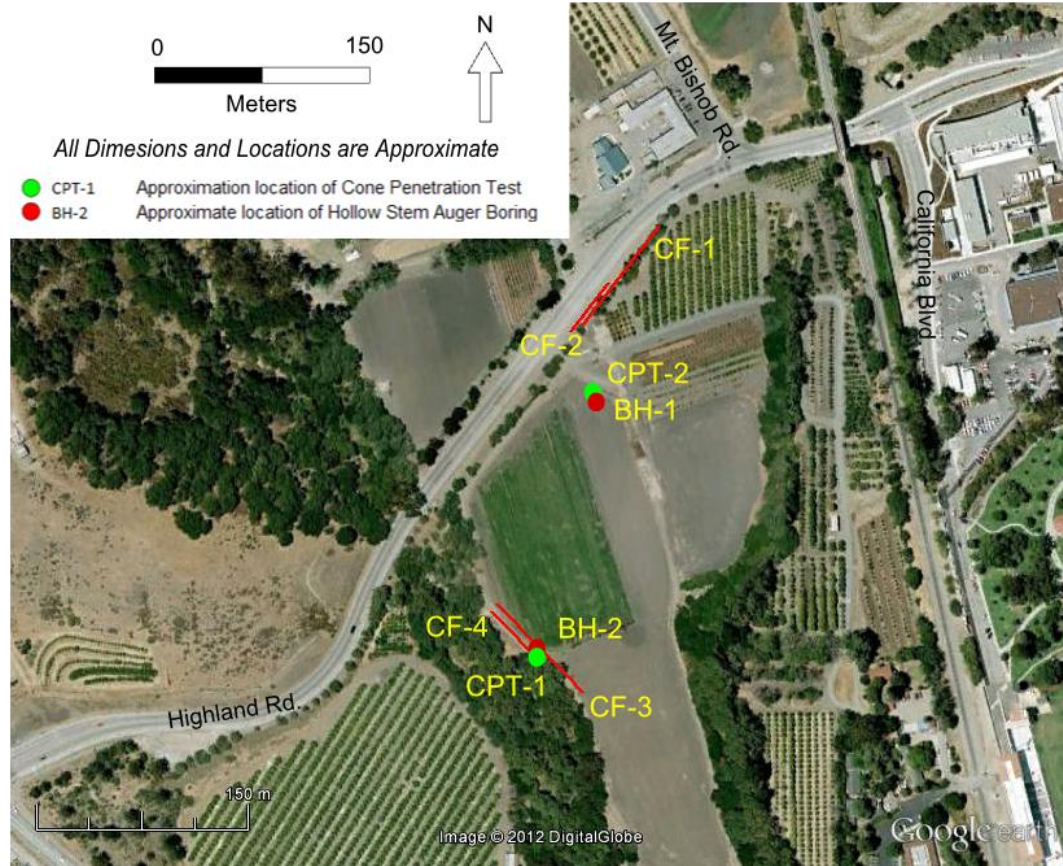 0 150
N
Meters
All Dimesions and Locations are Approximate
CPT-1 Approximation location of Cone Penetration Test
BH-2 Approximate location of Hollow Stem Auger Boring
Mt. Bishob Rd.
California Blvd
CF-1
CF-2
CPT-2
BH-1
CF-4
BH-2
CPT-1
CF-3
Highland Rd.
150 m
Image © 2012 DigitalGlobe
Google earth